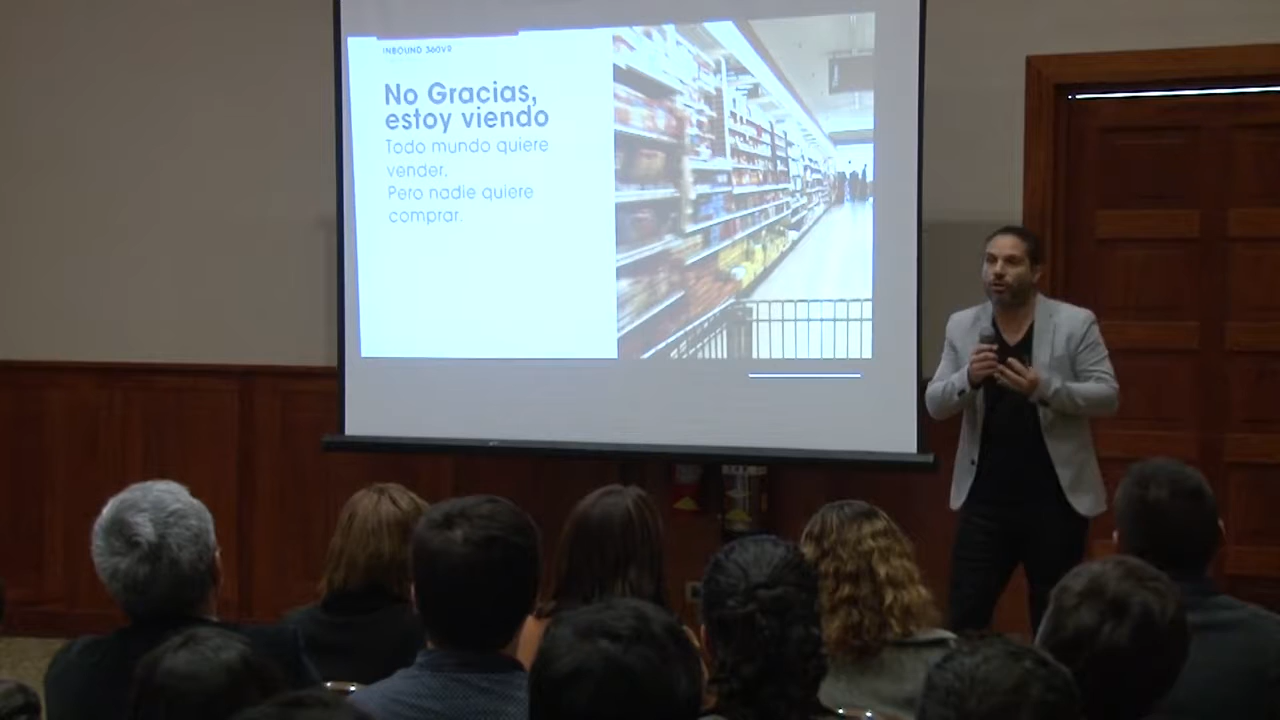 INBOUND 360VR
No Gracias,
estoy viendo
Todo mundo quiere
vender.
Pero nadie quiere
comprar.